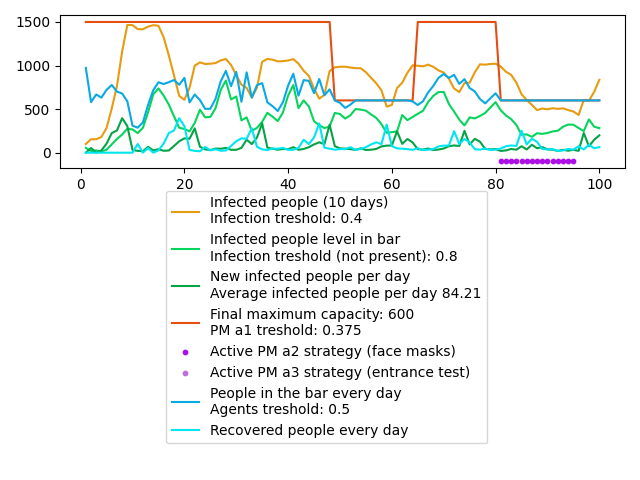 1500
1000
500
0
0
20
40
60
80
100
Infected people (10 days)
Infection treshold: 0.4
Infected people level in bar
Infection treshold (not present): 0.8
New infected people per day
Average infected people per day 84.21
Final maximum capacity: 600
PM a1 treshold: 0.375
Active PM a2 strategy (face masks)
Active PM a3 strategy (entrance test)
People in the bar every day
Agents treshold: 0.5
Recovered people every day